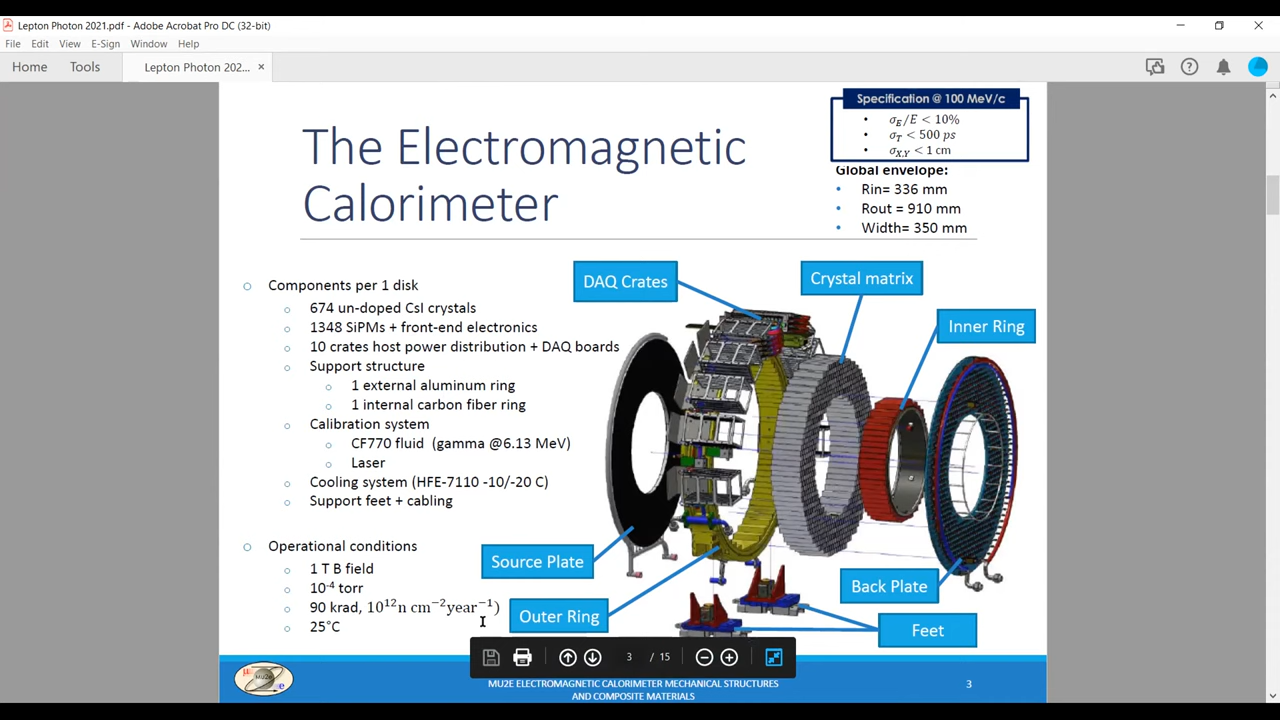 Lepton Photon 2021.pdf - Adobe Acrobat Pro DC (32-bit)
File Edit View E-Sign Window Help
Home Tools Lepton Photon 202... ×
Specification @ 100 MeV/c
• σ_E/E < 10%
• σ_T < 500 ps
• σ_X,Y < 1 cm
The Electromagnetic
Calorimeter
Global envelope:
• Rin= 336 mm
• Rout = 910 mm
• Width= 350 mm
Components per 1 disk
674 un-doped CsI crystals
1348 SiPMs + front-end electronics
10 crates host power distribution + DAQ boards
Support structure
1 external aluminum ring
1 internal carbon fiber ring
Calibration system
CF770 fluid (gamma @6.13 MeV)
Laser
Cooling system (HFE-7110 -10/-20 C)
Support feet + cabling
Operational conditions
1 T B field
10⁻⁴ torr
90 krad, 10¹²n cm⁻²year⁻¹)
25°C
DAQ Crates
Crystal matrix
Inner Ring
Source Plate
Outer Ring
Back Plate
Feet
3 / 15
Mu2e
MU2E ELECTROMAGNETIC CALORIMETER MECHANICAL STRUCTURES
AND COMPOSITE MATERIALS
3